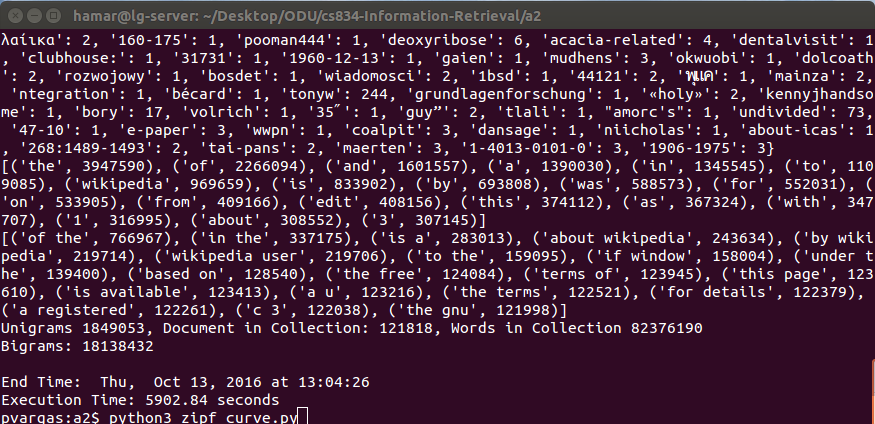 hamar@lg-server: ~/Desktop/ODU/cs834-Information-Retrieval/a2
λαίικα': 2, '160-175': 1, 'pooman444': 1, 'deoxyribose': 6, 'acacia-related': 4, 'dentalvisit': 1
, 'clubhouse:': 1, '31731': 1, '1960-12-13': 1, 'gaien': 1, 'mudhens': 3, 'okwuobi': 1, 'dolcoath
': 2, 'rozwojowy': 1, 'bosdet': 1, 'wiadomosci': 2, '1bsd': 1, '44121': 2, : 1, 'mainza': 2,
'ntegration': 1, 'bécard': 1, 'tonyw': 244, 'grundlagenforschung': 1, '«holy»': 2, 'kennyjhandso
me': 1, 'bory': 17, 'volrich': 1, '35˝': 1, 'guy”': 2, 'tlali': 1, "amorc's": 1, 'undivided': 73,
'47-10': 1, 'e-paper': 3, 'wwpn': 1, 'coalpit': 3, 'dansage': 1, 'niicholas': 1, 'about-icas': 1
, '268:1489-1493': 2, 'tai-pans': 2, 'maerten': 3, '1-4013-0101-0': 3, '1906-1975': 3}
[('the', 3947590), ('of', 2266094), ('and', 1601557), ('a', 1390030), ('in', 1345545), ('to', 110
9085), ('wikipedia', 969659), ('is', 833902), ('by', 693808), ('was', 588573), ('for', 552031), (
'on', 533905), ('from', 409166), ('edit', 408156), ('this', 374112), ('as', 367324), ('with', 347
707), ('1', 316995), ('about', 308552), ('3', 307145)]
[('of the', 766967), ('in the', 337175), ('is a', 283013), ('about wikipedia', 243634), ('by wiki
pedia', 219714), ('wikipedia user', 219706), ('to the', 159095), ('if window', 158004), ('under t
he', 139400), ('based on', 128540), ('the free', 124084), ('terms of', 123945), ('this page', 123
610), ('is available', 123413), ('a u', 123216), ('the terms', 122521), ('for details', 122379),
('a registered', 122261), ('c 3', 122038), ('the gnu', 121998)]
Unigrams 1849053, Document in Collection: 121818, Words in Collection 82376190
Bigrams: 18138432
End Time:  Thu,  Oct 13, 2016 at 13:04:26
Execution Time: 5902.84 seconds
pvargas:a2$ python3 zipf_curve.py